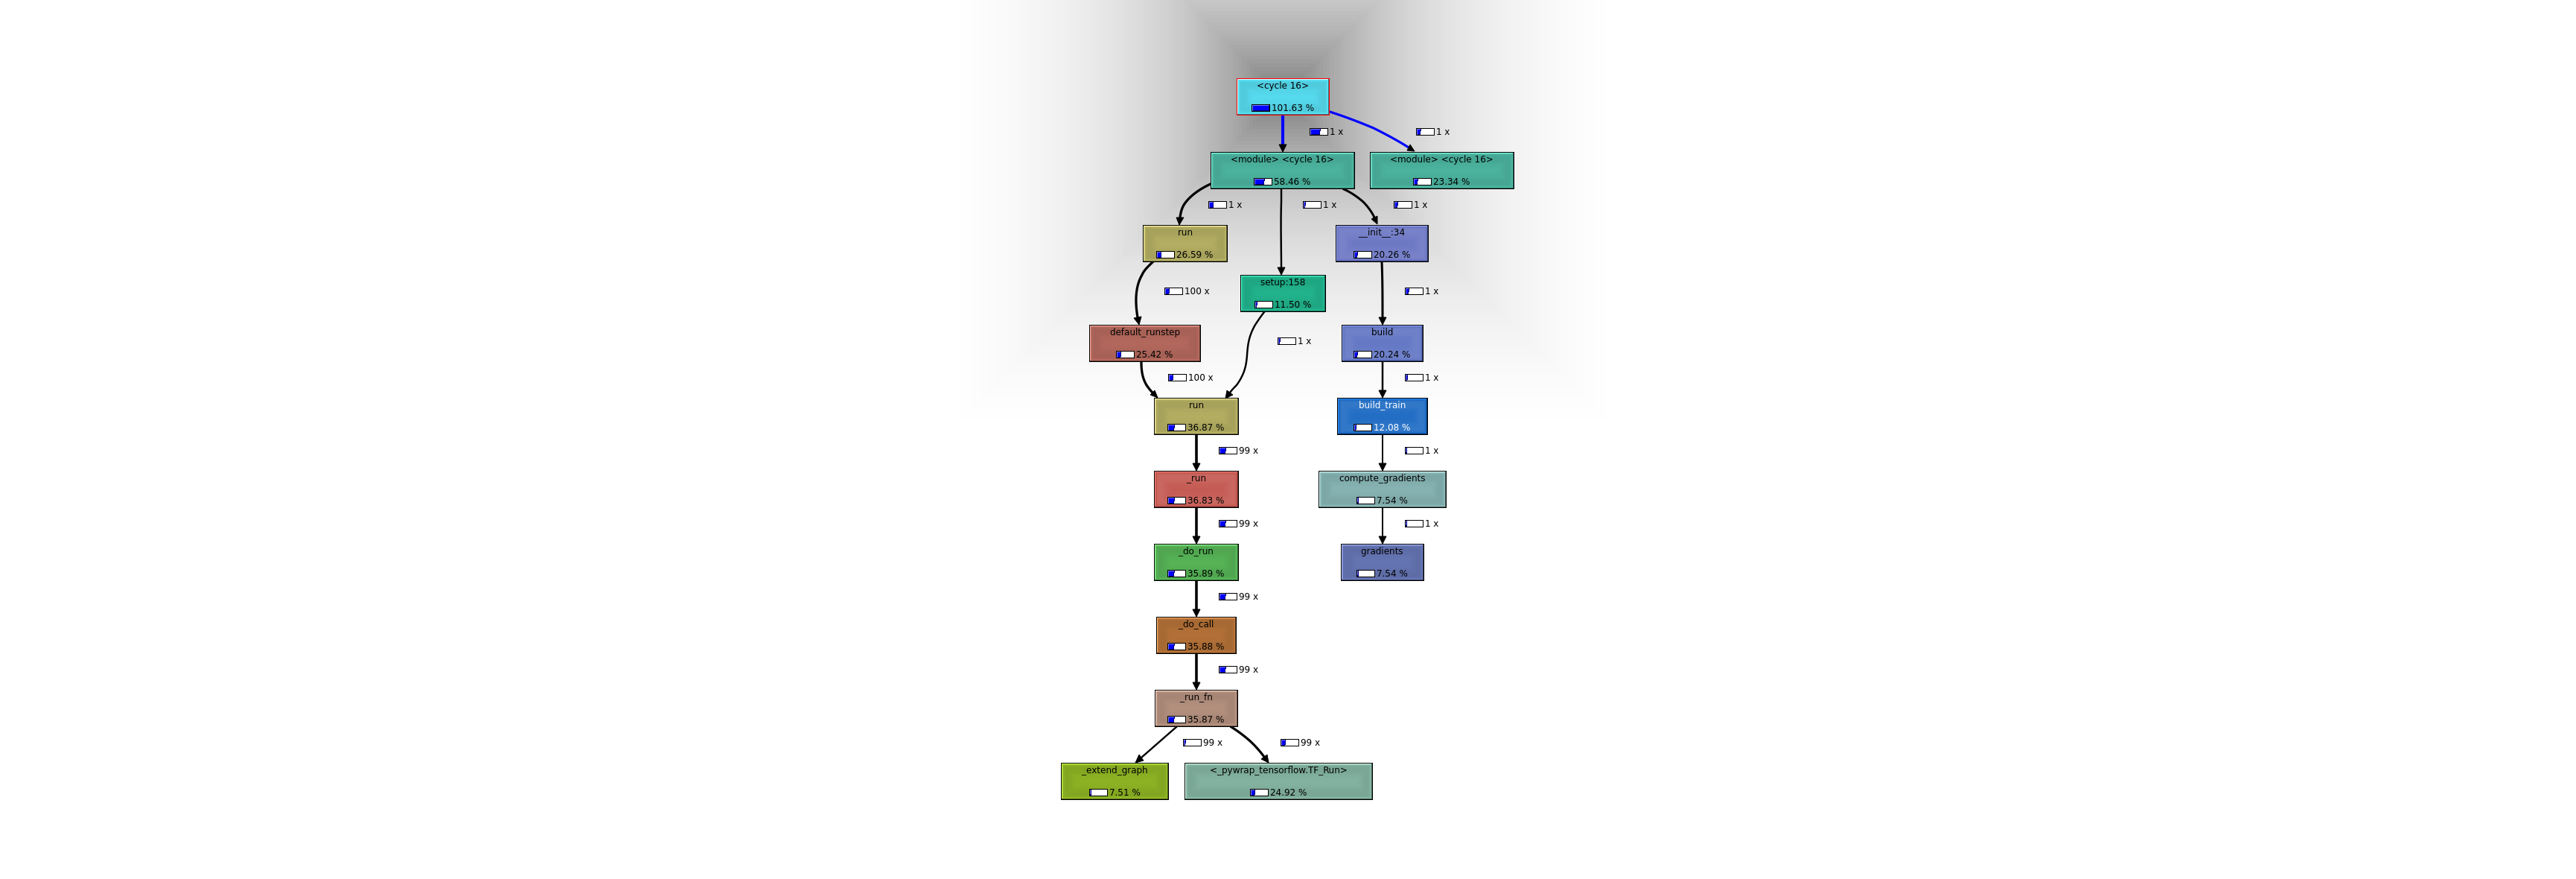 <cycle 16>
101.63 %
1 x
1 x
<module> <cycle 16>
58.46 %
<module> <cycle 16>
23.34 %
1 x
1 x
1 x
run
26.59 %
__init__:34
20.26 %
setup:158
11.50 %
100 x
1 x
default_runstep
25.42 %
1 x
build
20.24 %
100 x
1 x
run
36.87 %
build_train
12.08 %
99 x
1 x
_run
36.83 %
compute_gradients
7.54 %
99 x
1 x
_do_run
35.89 %
gradients
7.54 %
99 x
_do_call
35.88 %
99 x
_run_fn
35.87 %
99 x
99 x
_extend_graph
7.51 %
<_pywrap_tensorflow.TF_Run>
24.92 %